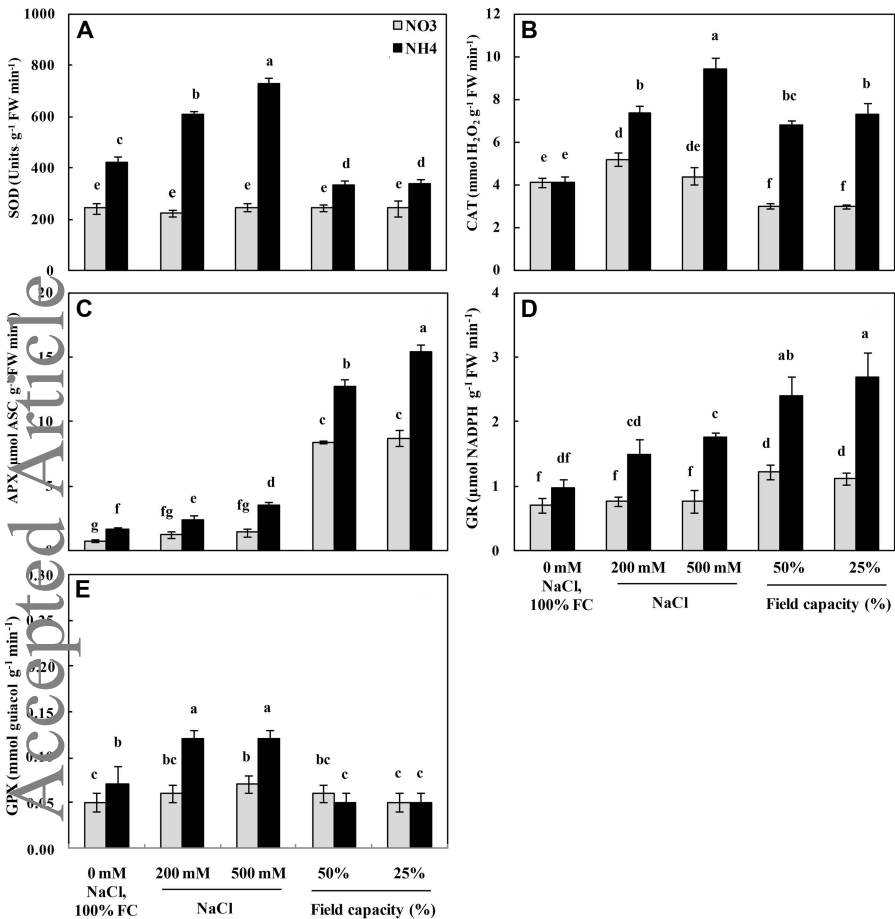 A
NO3
NH4
SOD (Units g-1 FW min-1)
1000
800
600
400
200
0
e c e b e a e d e d
B
CAT (mmol H2O2 g-1 FW min-1)
12
10
8
6
4
2
0
e e d b de a f bc f b
C
APX (μmol ASC g-1 FW min-1)
20
15
10
5
0
g f fg e fg d c b c a
D
GR (μmol NADPH g-1 FW min-1)
4
3
2
1
0
f df f cd f c d ab d a
0 mM 200 mM 500 mM 50% 25%
NaCl,
100% FC
NaCl
Field capacity (%)
E
GPX (mmol guiacol g-1 min-1)
0.30
0.25
0.20
0.15
0.10
0.05
0.00
c b bc a b a bc c c c
0 mM 200 mM 500 mM 50% 25%
NaCl,
100% FC
NaCl
Field capacity (%)
Accepted Article